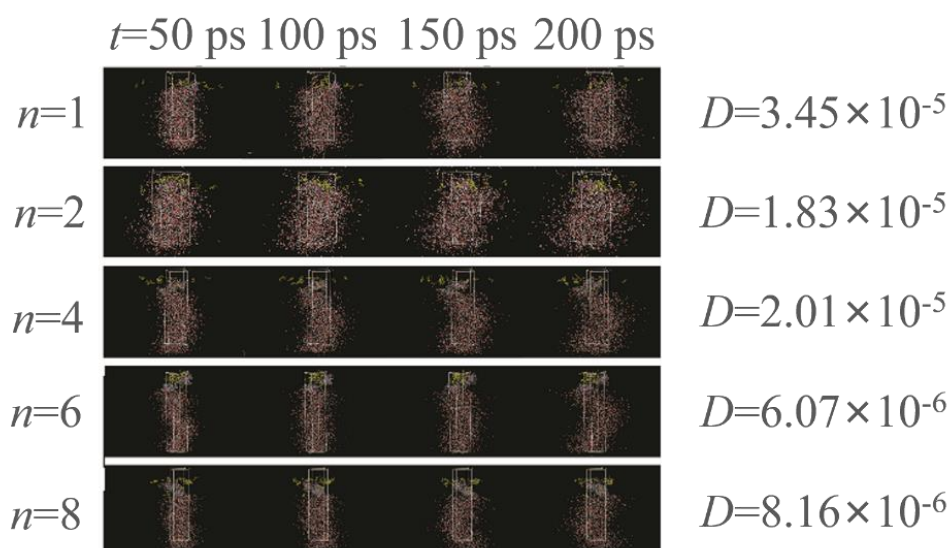 t=50 ps 100 ps 150 ps 200 ps
n=1 D=3.45×10⁻⁵
n=2 D=1.83×10⁻⁵
n=4 D=2.01×10⁻⁵
n=6 D=6.07×10⁻⁶
n=8 D=8.16×10⁻⁶